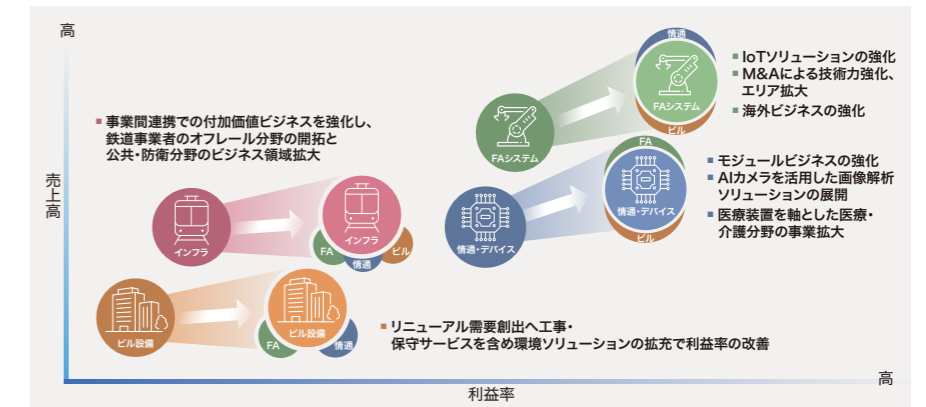 高
売上高
■ 事業間連携での付加価値ビジネスを強化し、
鉄道事業者のオフレール分野の開拓と
公共・防衛分野のビジネス領域拡大
インフラ
インフラ
FA
情通
ビル
ビル設備
ビル設備
FA
情通
■ リニューアル需要創出へ工事・
保守サービスを含め環境ソリューションの拡充で利益率の改善
FAシステム
情通
FAシステム
ビル
■ IoTソリューションの強化
■ M&Aによる技術力強化、
エリア拡大
■ 海外ビジネスの強化
情通・デバイス
FA
情通・デバイス
ビル
■ モジュールビジネスの強化
■ AIカメラを活用した画像解析
ソリューションの展開
■ 医療装置を軸とした医療・
介護分野の事業拡大
利益率
高